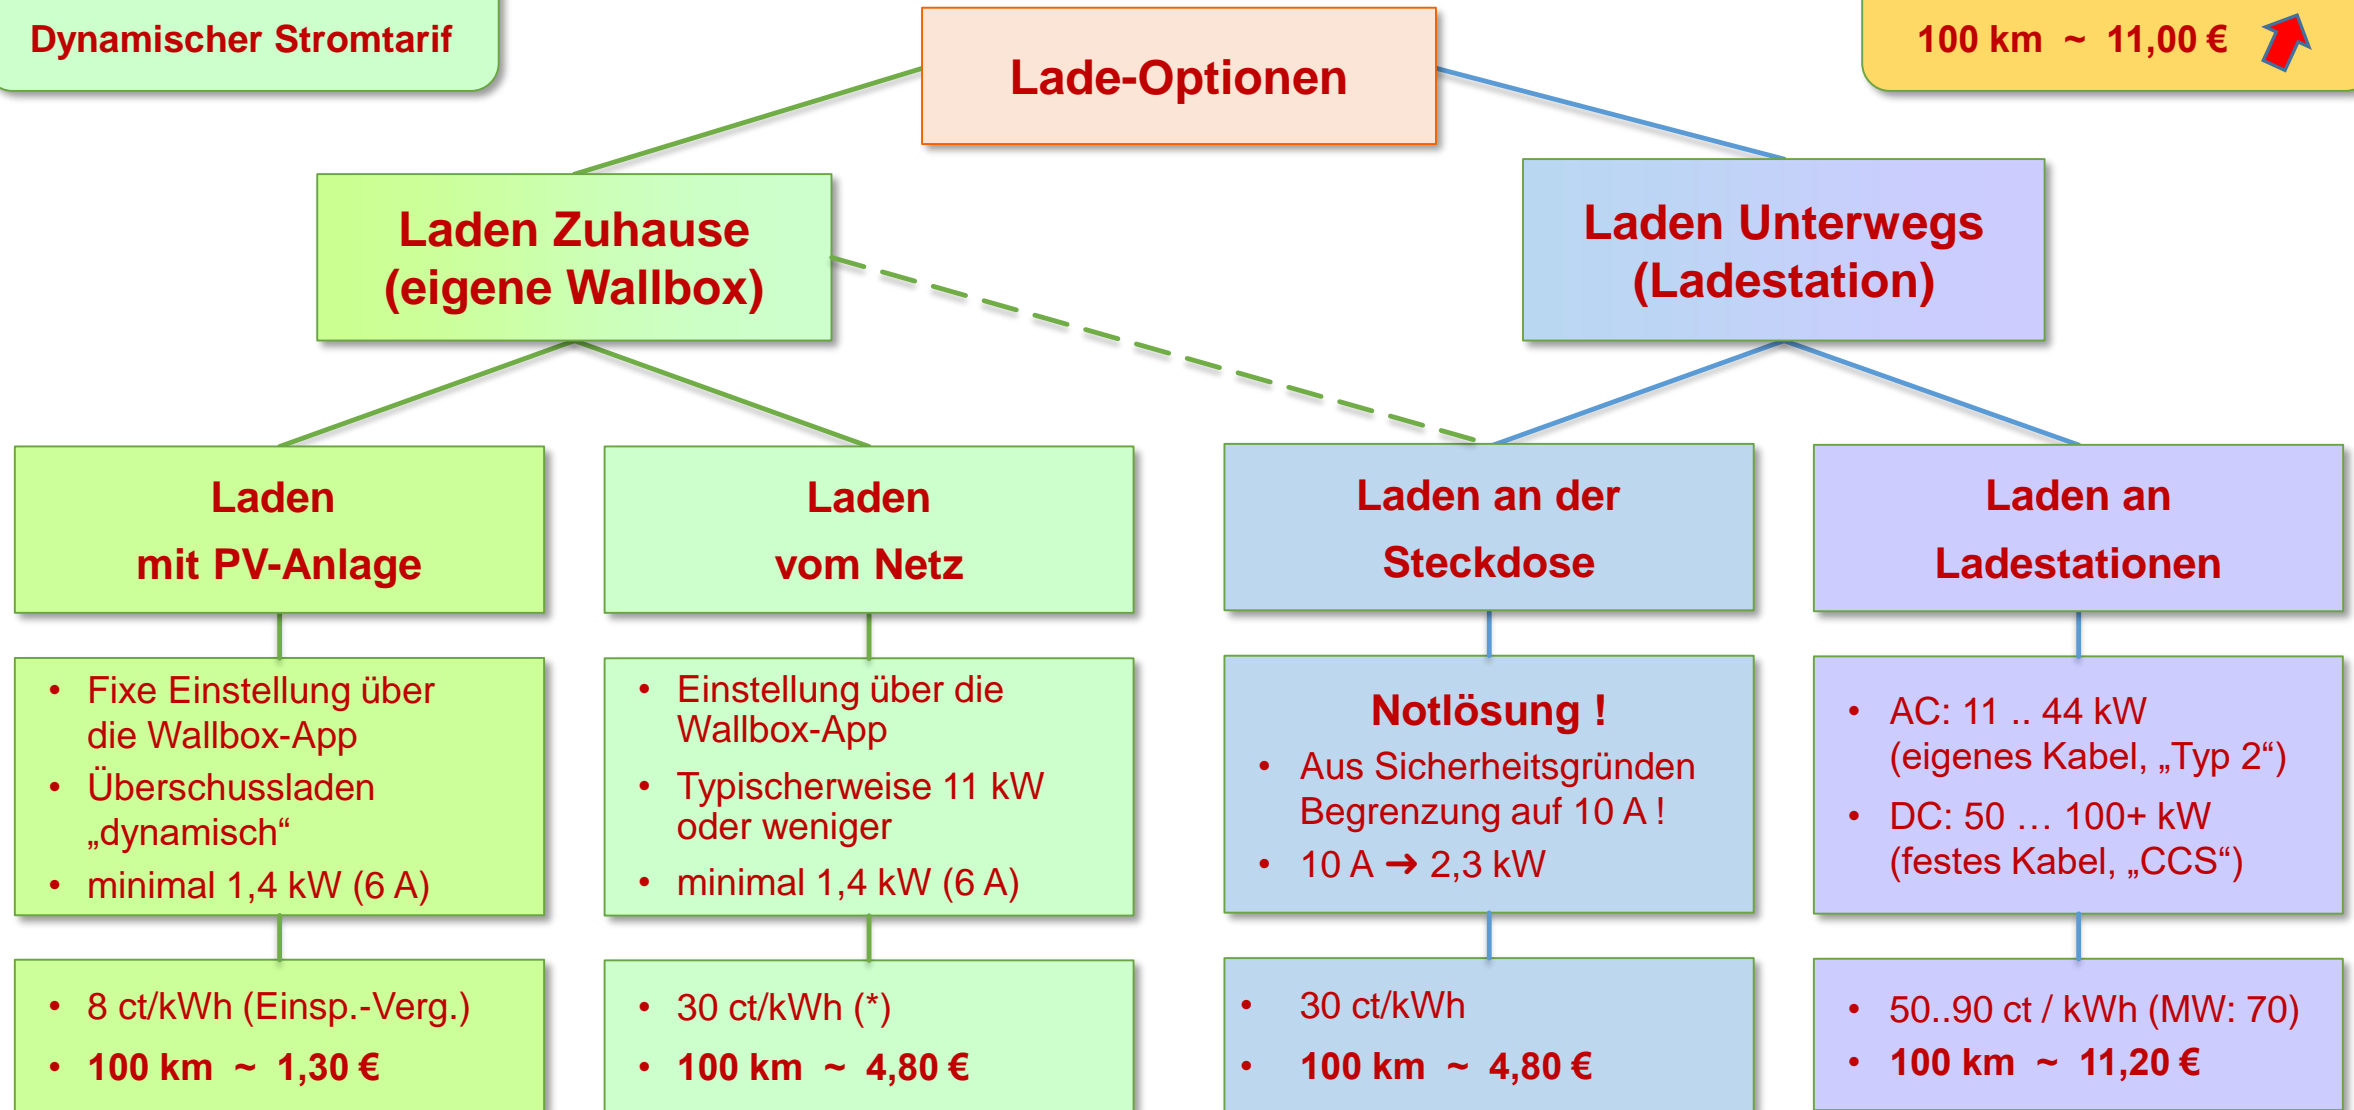 Dynamischer Stromtarif
Lade-Optionen
100 km ~ 11,00 €
Laden Zuhause
(eigene Wallbox)
Laden Unterwegs
(Ladestation)
Laden
mit PV-Anlage
Laden
vom Netz
Laden an der
Steckdose
Laden an
Ladestationen
• Fixe Einstellung über
die Wallbox-App
• Überschussladen
„dynamisch“
• minimal 1,4 kW (6 A)
• Einstellung über die
Wallbox-App
• Typischerweise 11 kW
oder weniger
• minimal 1,4 kW (6 A)
Notlösung !
• Aus Sicherheitsgründen
Begrenzung auf 10 A !
• 10 A ➜ 2,3 kW
• AC: 11 .. 44 kW
(eigenes Kabel, „Typ 2“)
• DC: 50 … 100+ kW
(festes Kabel, „CCS“)
• 8 ct/kWh (Einsp.-Verg.)
• 100 km ~ 1,30 €
• 30 ct/kWh (*)
• 100 km ~ 4,80 €
• 30 ct/kWh
• 100 km ~ 4,80 €
• 50..90 ct / kWh (MW: 70)
• 100 km ~ 11,20 €